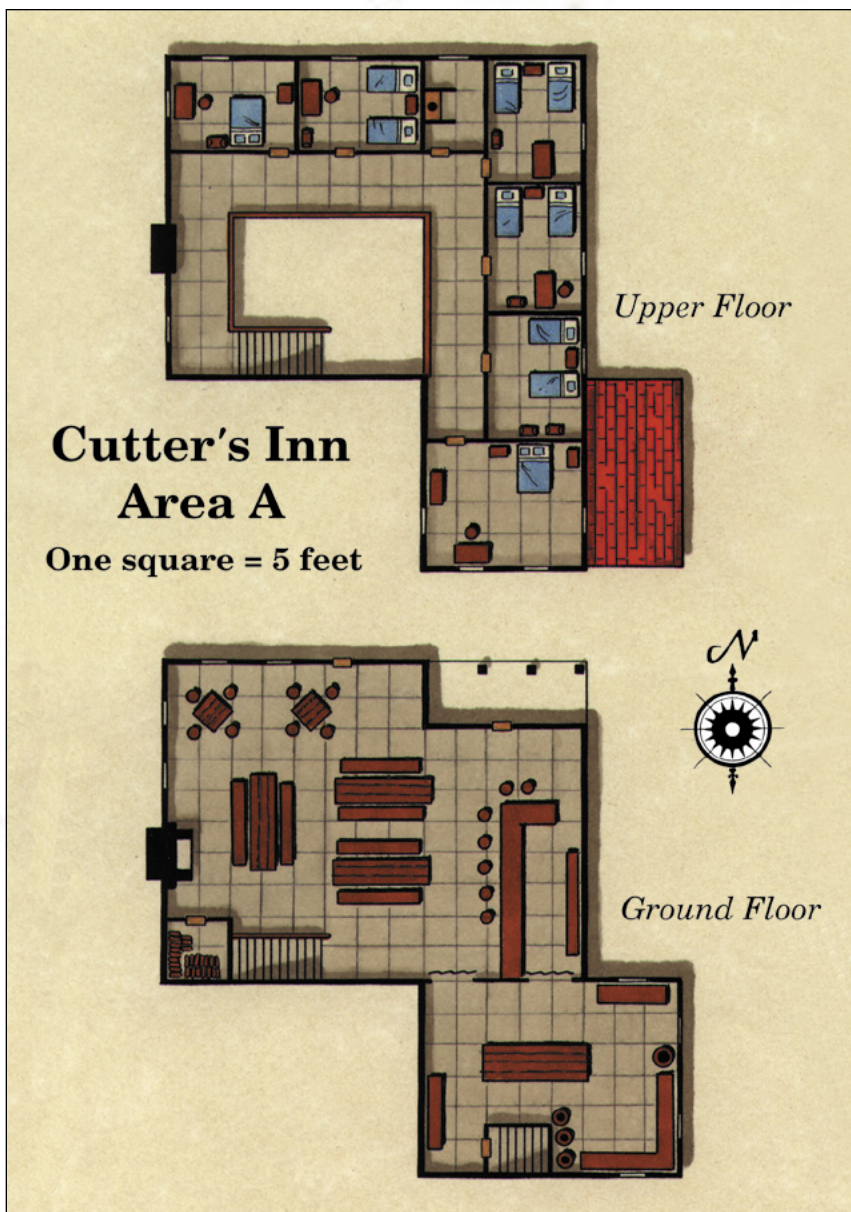 Upper Floor
Cutter's Inn
Area A
One square = 5 feet
N
Ground Floor